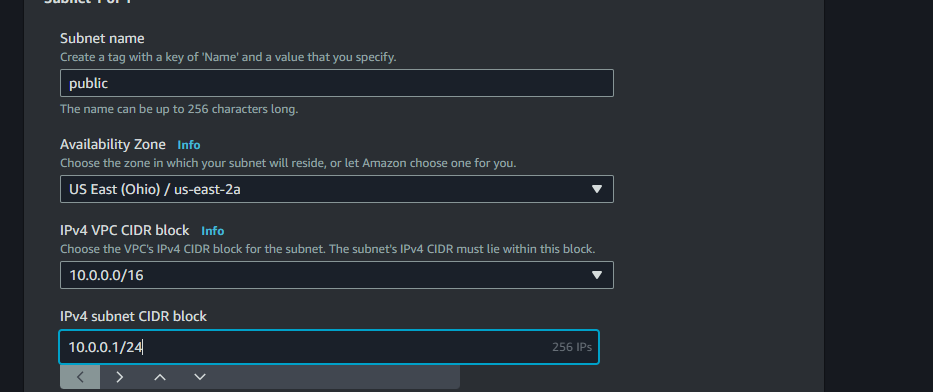 Subnet 1 of 1
Subnet name
Create a tag with a key of 'Name' and a value that you specify.
public
The name can be up to 256 characters long.
Availability Zone Info
Choose the zone in which your subnet will reside, or let Amazon choose one for you.
US East (Ohio) / us-east-2a
IPv4 VPC CIDR block Info
Choose the VPC's IPv4 CIDR block for the subnet. The subnet's IPv4 CIDR must lie within this block.
10.0.0.0/16
IPv4 subnet CIDR block
10.0.0.1/24 256 IPs